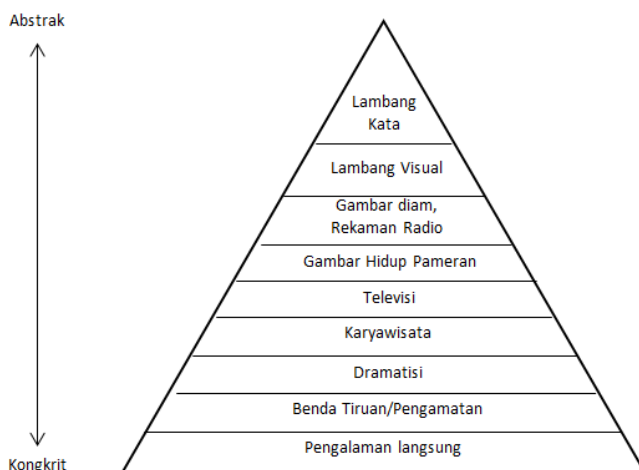 Abstrak
Lambang
Kata
Lambang Visual
Gambar diam,
Rekaman Radio
Gambar Hidup Pameran
Televisi
Karyawisata
Dramatisi
Benda Tiruan/Pengamatan
Pengalaman langsung
Kongkrit